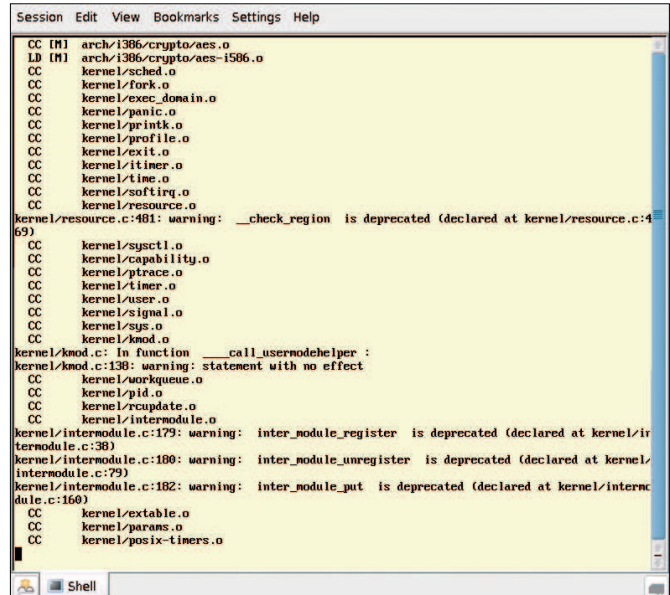 Session Edit View Bookmarks Settings Help
CC [M] arch/i386/crypto/aes.o
LD [M] arch/i386/crypto/aes-i586.o
CC kernel/sched.o
CC kernel/fork.o
CC kernel/exec_domain.o
CC kernel/panic.o
CC kernel/printk.o
CC kernel/profile.o
CC kernel/exit.o
CC kernel/itimer.o
CC kernel/time.o
CC kernel/softirq.o
CC kernel/resource.o
kernel/resource.c:481: warning: __check_region is deprecated (declared at kernel/resource.c:4
69)
CC kernel/sysctl.o
CC kernel/capability.o
CC kernel/ptrace.o
CC kernel/timer.o
CC kernel/user.o
CC kernel/signal.o
CC kernel/sys.o
CC kernel/kmod.o
kernel/kmod.c: In function ____call_usermodehelper :
kernel/kmod.c:138: warning: statement with no effect
CC kernel/workqueue.o
CC kernel/pid.o
CC kernel/rcupdate.o
CC kernel/intermodule.o
kernel/intermodule.c:179: warning: inter_module_register is deprecated (declared at kernel/in
termodule.c:38)
kernel/intermodule.c:180: warning: inter_module_unregister is deprecated (declared at kernel/
intermodule.c:79)
kernel/intermodule.c:182: warning: inter_module_put is deprecated (declared at kernel/intermo
dule.c:160)
CC kernel/extable.o
CC kernel/params.o
CC kernel/posix-timers.o
Shell